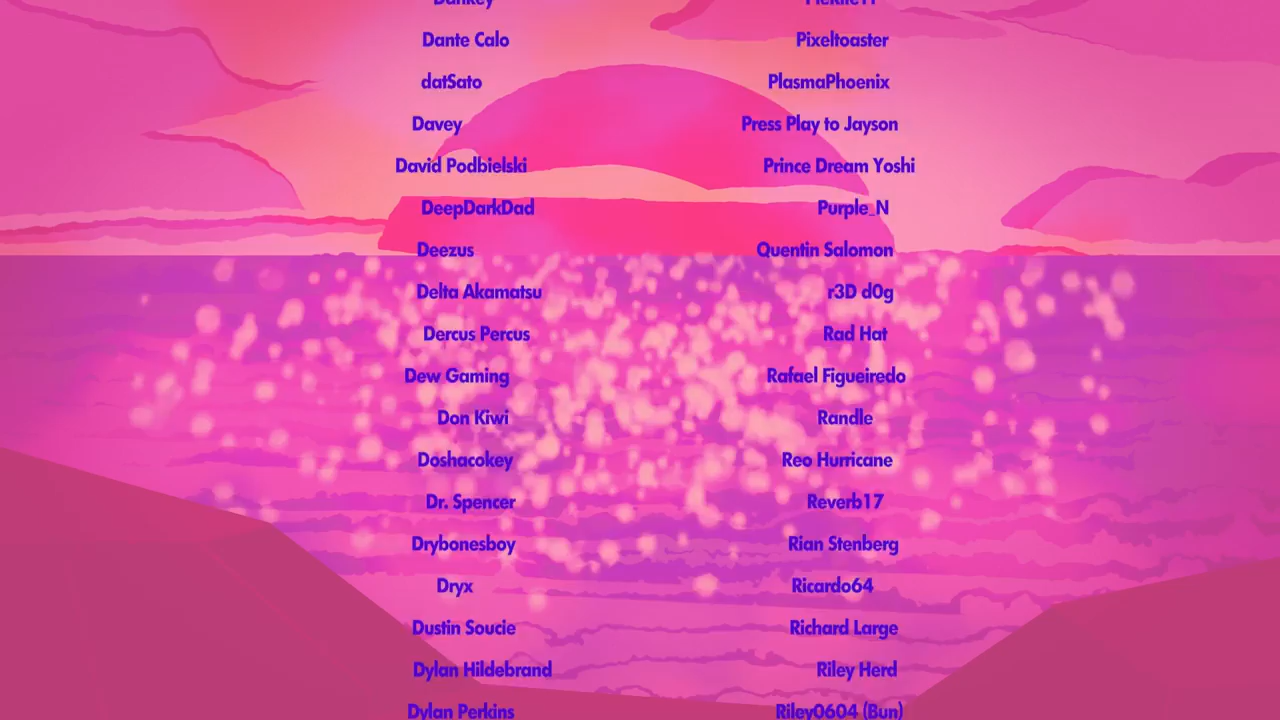 Dankey
Dante Calo
datSato
Davey
David Podbielski
DeepDarkDad
Deezus
Delta Akamatsu
Dercus Percus
Dew Gaming
Don Kiwi
Doshacokey
Dr. Spencer
Drybonesboy
Dryx
Dustin Soucie
Dylan Hildebrand
Dylan Perkins
Pixeltoaster
PlasmaPhoenix
Press Play to Jayson
Prince Dream Yoshi
Purple_N
Quentin Salomon
r3D d0g
Rad Hat
Rafael Figueiredo
Randle
Reo Hurricane
Reverb17
Rian Stenberg
Ricardo64
Richard Large
Riley Herd
Riley0604 (Bun)